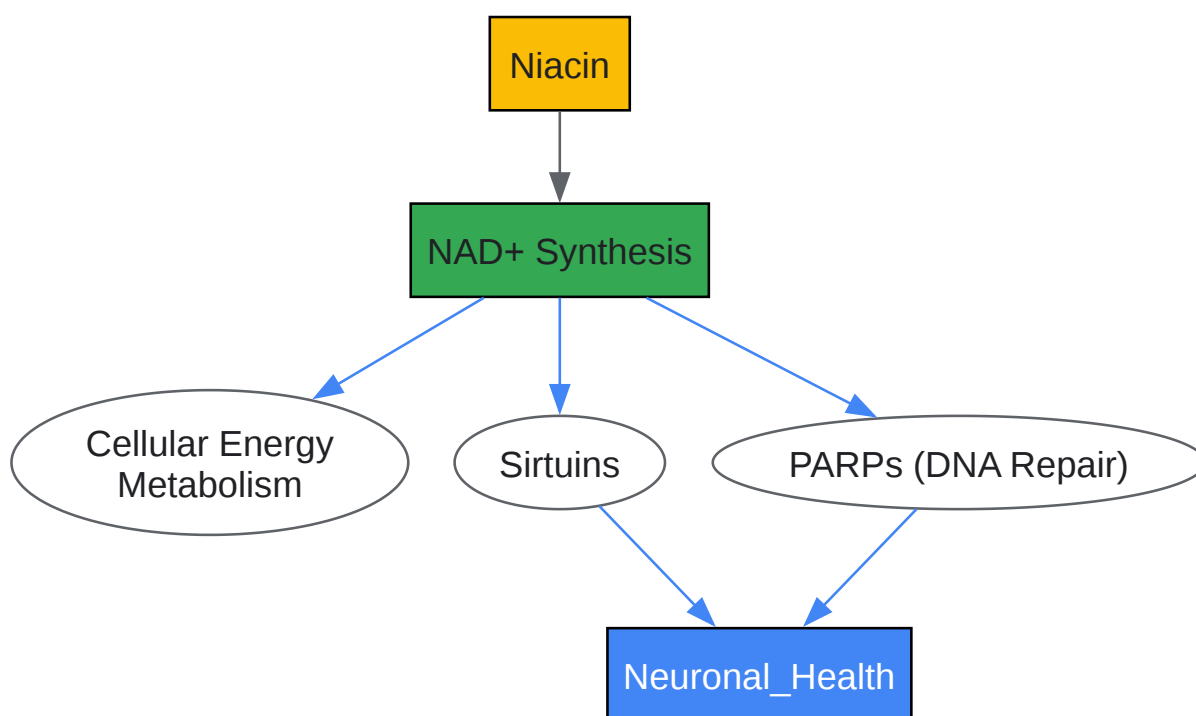 Niacin
NAD+ Synthesis
Cellular Energy
Metabolism
Sirtuins
PARPs (DNA Repair)
Neuronal_Health